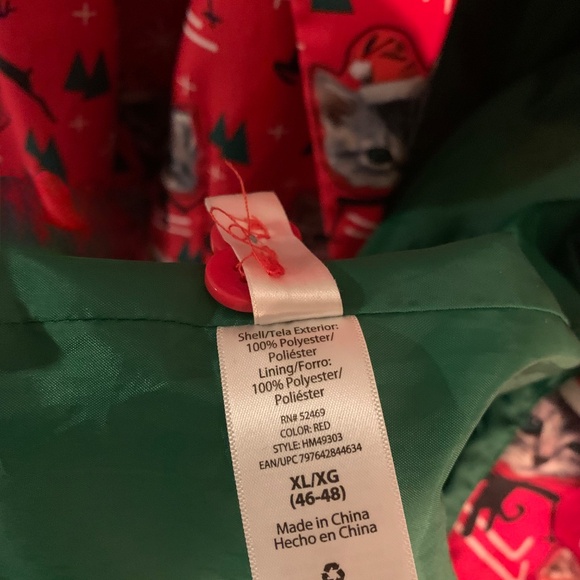 Shell/Tela Exterior:
100% Polyester/
Poliéster
Lining/Forro:
100% Polyester/
Poliéster
RN# 52469
COLOR: RED
STYLE: HM49303
EAN/UPC 797642844634
XL/XG
(46-48)
Made in China
Hecho en China